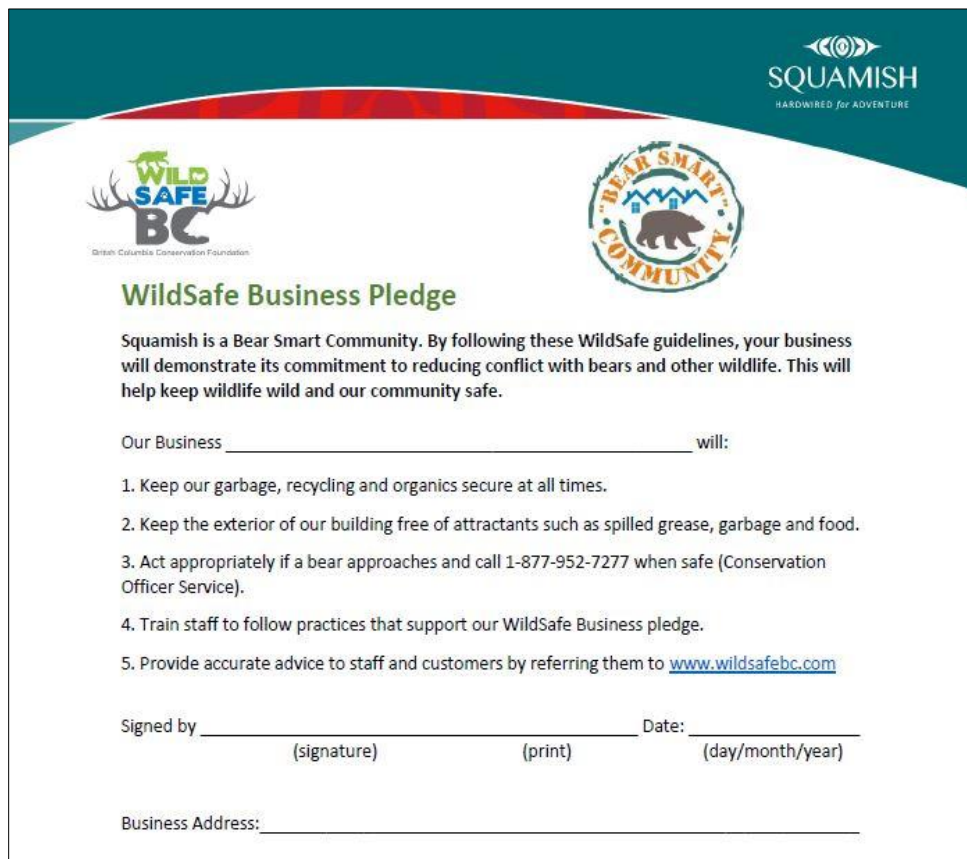 SQUAMISH
HARDWIRED for ADVENTURE
WILD
SAFE
BC
British Columbia Conservation Foundation
"BEAR SMART"
COMMUNITY
WildSafe Business Pledge
Squamish is a Bear Smart Community. By following these WildSafe guidelines, your business
will demonstrate its commitment to reducing conflict with bears and other wildlife. This will
help keep wildlife wild and our community safe.
Our Business ______________________________ will:
1. Keep our garbage, recycling and organics secure at all times.
2. Keep the exterior of our building free of attractants such as spilled grease, garbage and food.
3. Act appropriately if a bear approaches and call 1-877-952-7277 when safe (Conservation
Officer Service).
4. Train staff to follow practices that support our WildSafe Business pledge.
5. Provide accurate advice to staff and customers by referring them to www.wildsafebc.com
Signed by ______________________________ Date: ____________
(signature) (print) (day/month/year)
Business Address:______________________________